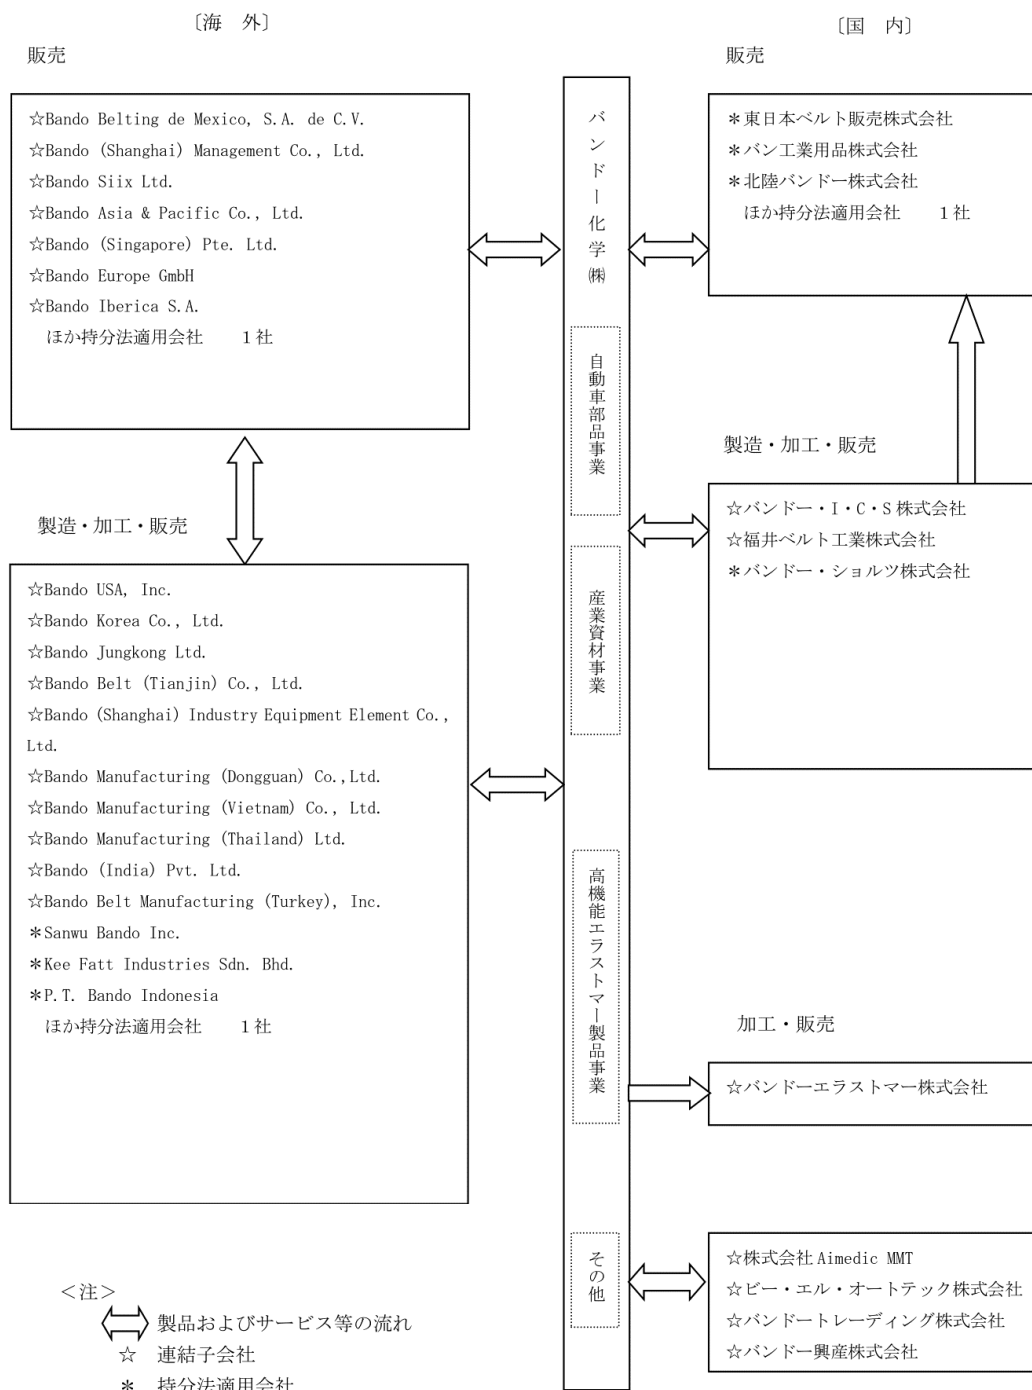 〔海　外〕
販売
☆Bando Belting de Mexico, S.A. de C.V.
☆Bando (Shanghai) Management Co., Ltd.
☆Bando Siix Ltd.
☆Bando Asia & Pacific Co., Ltd.
☆Bando (Singapore) Pte. Ltd.
☆Bando Europe GmbH
☆Bando Iberica S.A.
ほか持分法適用会社　　１社
製造・加工・販売
☆Bando USA, Inc.
☆Bando Korea Co., Ltd.
☆Bando Jungkong Ltd.
☆Bando Belt (Tianjin) Co., Ltd.
☆Bando (Shanghai) Industry Equipment Element Co.,
Ltd.
☆Bando Manufacturing (Dongguan) Co.,Ltd.
☆Bando Manufacturing (Vietnam) Co., Ltd.
☆Bando Manufacturing (Thailand) Ltd.
☆Bando (India) Pvt. Ltd.
☆Bando Belt Manufacturing (Turkey), Inc.
＊Sanwu Bando Inc.
＊Kee Fatt Industries Sdn. Bhd.
＊P.T. Bando Indonesia
ほか持分法適用会社　　１社
バンドー化学㈱
自動車部品事業
産業資材事業
高機能エラストマー製品事業
その他
〔国　内〕
販売
＊東日本ベルト販売株式会社
＊バン工業用品株式会社
＊北陸バンドー株式会社
ほか持分法適用会社　　１社
製造・加工・販売
☆バンドー・I・C・S株式会社
☆福井ベルト工業株式会社
＊バンドー・ショルツ株式会社
加工・販売
☆バンドーエラストマー株式会社
☆株式会社 Aimedic MMT
☆ビー・エル・オートテック株式会社
☆バンドートレーディング株式会社
☆バンドー興産株式会社
＜注＞
製品およびサービス等の流れ
☆　連結子会社
＊　持分法適用会社